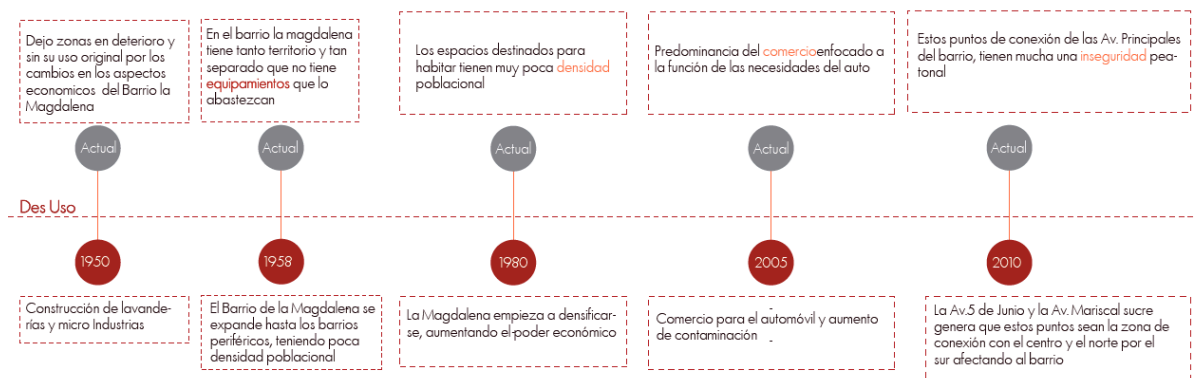 Dejo zonas en deterioro y
sin su uso original por los
cambios en los aspectos
economicos del Barrio la
Magdalena
En el barrio la magdalena
tiene tanto territorio y tan
separado que no tiene
equipamientos que lo
abastezcan
Los espacios destinados para
habitar tienen muy poca densidad
poblacional
Predominancia del comercioenfocado a
la función de las necesidades del auto
Estos puntos de conexión de las Av. Principales
del barrio, tienen mucha una inseguridad pea-
tonal
Actual
Actual
Actual
Actual
Actual
Des Uso
1950
1958
1980
2005
2010
Construcción de lavande-
rías y micro Industrias
El Barrio de la Magdalena se
expande hasta los barrios
periféricos, teniendo poca
densidad poblacional
La Magdalena empieza a densificar-
se, aumentando el poder económico
Comercio para el automóvil y aumento
de contaminación
La Av.5 de Junio y la Av. Mariscal sucre
genera que estos puntos sean la zona de
conexión con el centro y el norte por el
sur afectando al barrio